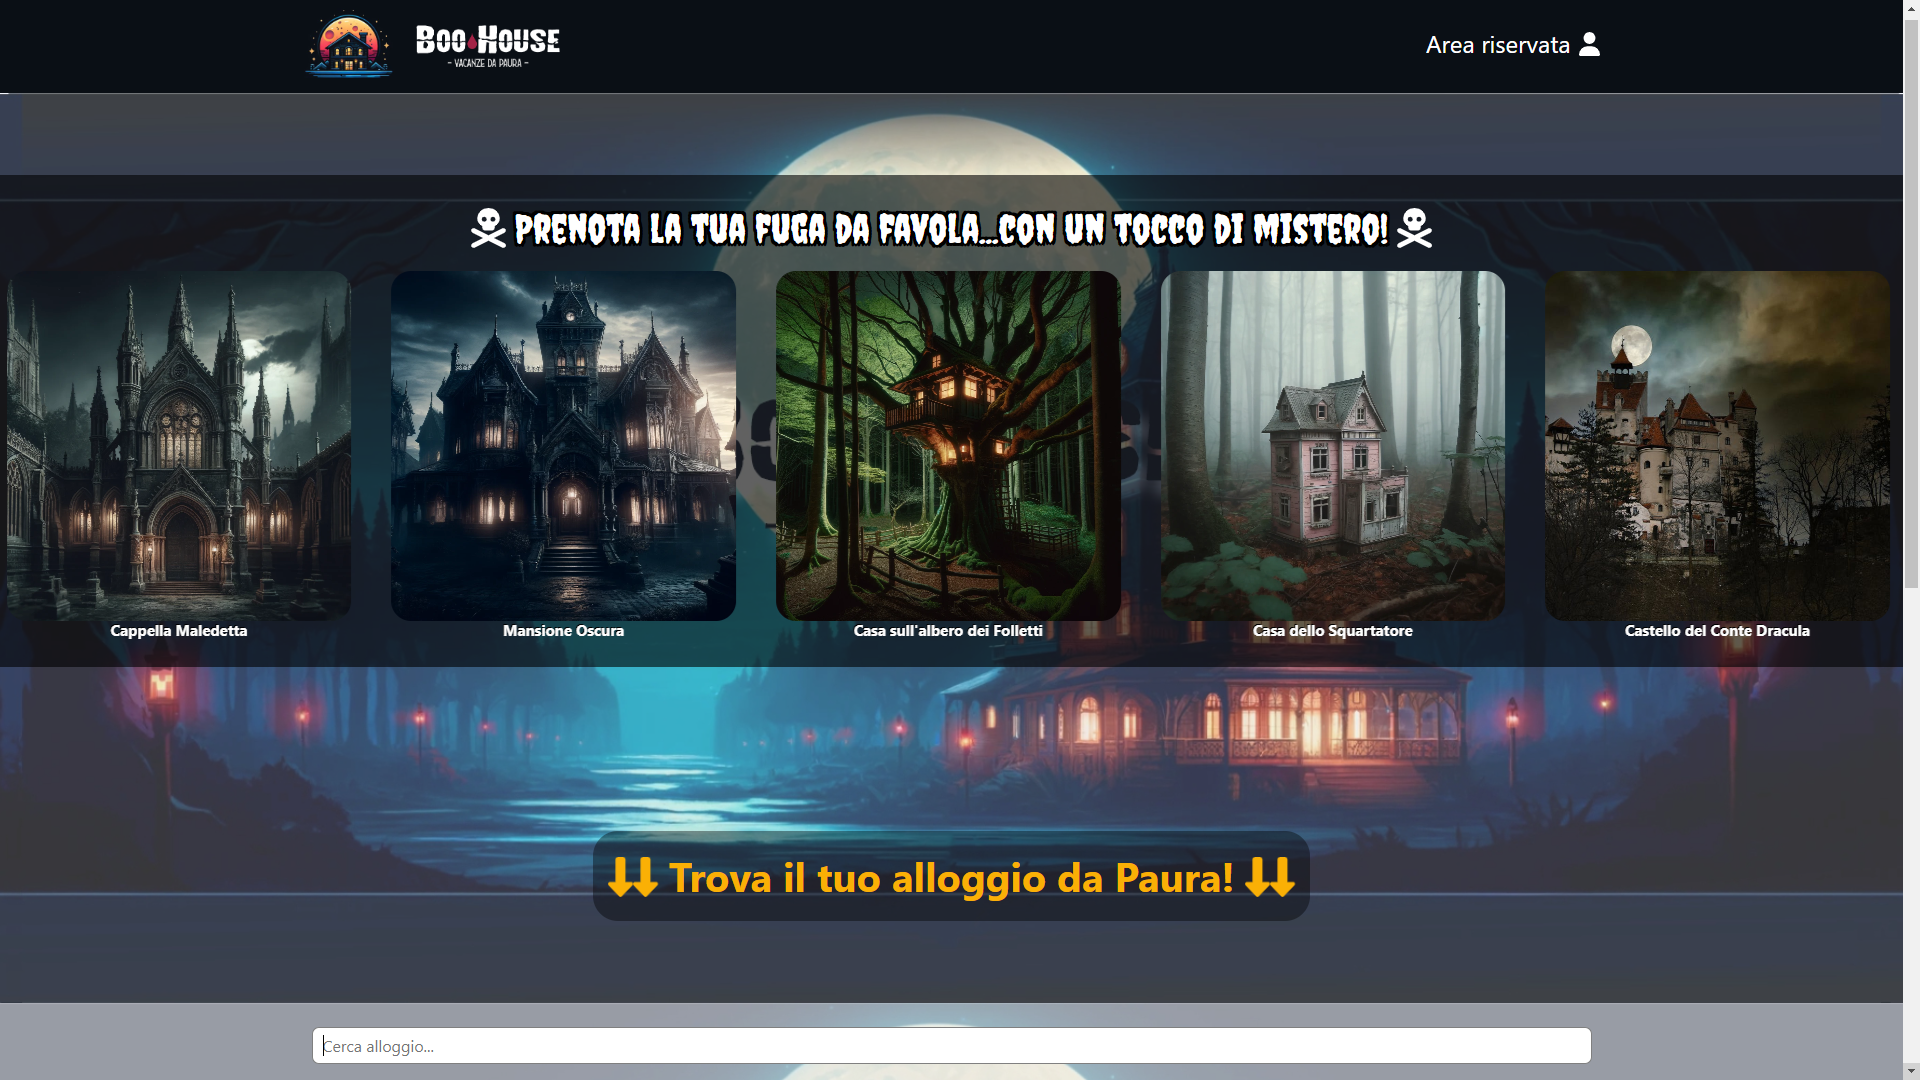 BOO HOUSE
- VACANZE DA PAURA -
Area riservata
PRENOTA LA TUA FUGA DA FAVOLA...CON UN TOCCO DI MISTERO!
Cappella Maledetta
Mansione Oscura
Casa sull'albero dei Folletti
Casa dello Squartatore
Castello del Conte Dracula
Trova il tuo alloggio da Paura!
Cerca alloggio...